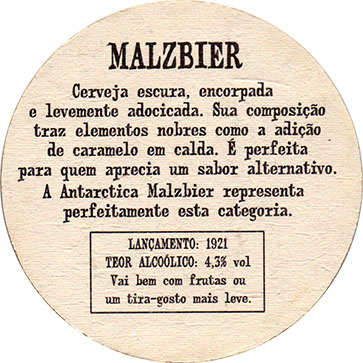 MALZBIER
Cerveja escura, encorpada
e levemente adocicada. Sua composição
traz elementos nobres como a adição
de caramelo em calda. É perfeita
para quem aprecia um sabor alternativo.
A Antarctica Malzbier representa
perfeitamente esta categoria.
LANÇAMENTO: 1921
TEOR ALCOÓLICO: 4,3% vol
Vai bem com frutas ou
um tira-gosto mais leve.